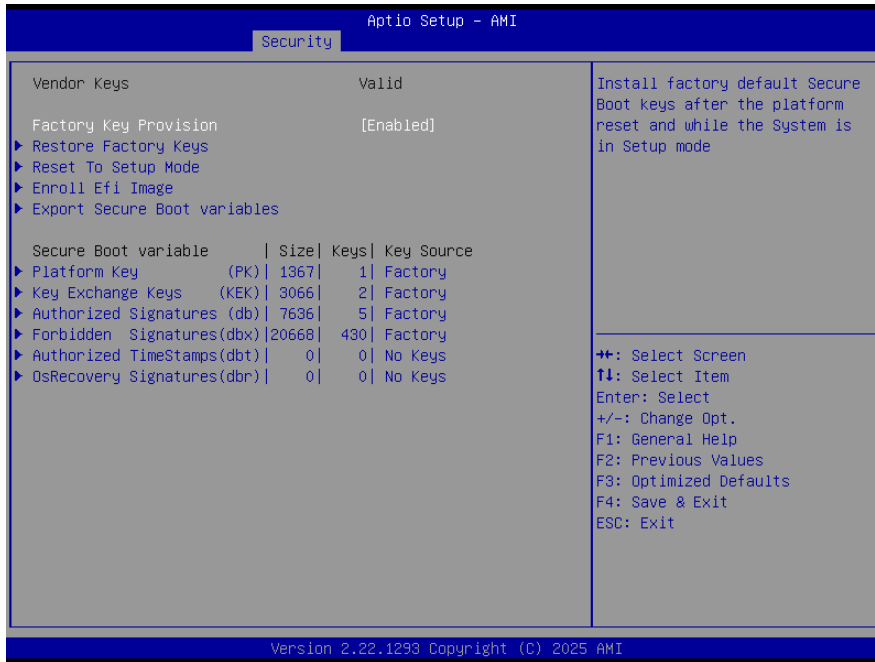 Aptio Setup - AMI
Security
Vendor Keys Valid
Factory Key Provision [Enabled]
Restore Factory Keys
Reset To Setup Mode
Enroll Efi Image
Export Secure Boot variables
Secure Boot variable | Size| Keys| Key Source
Platform Key (PK)| 1367| 1| Factory
Key Exchange Keys (KEK)| 3066| 2| Factory
Authorized Signatures (db)| 7636| 5| Factory
Forbidden Signatures(dbx)|20668| 430| Factory
Authorized TimeStamps(dbt)| 0| 0| No Keys
OsRecovery Signatures(dbr)| 0| 0| No Keys
Install factory default Secure
Boot keys after the platform
reset and while the System is
in Setup mode
→←: Select Screen
↑↓: Select Item
Enter: Select
+/-: Change Opt.
F1: General Help
F2: Previous Values
F3: Optimized Defaults
F4: Save & Exit
ESC: Exit
Version 2.22.1293 Copyright (C) 2025 AMI